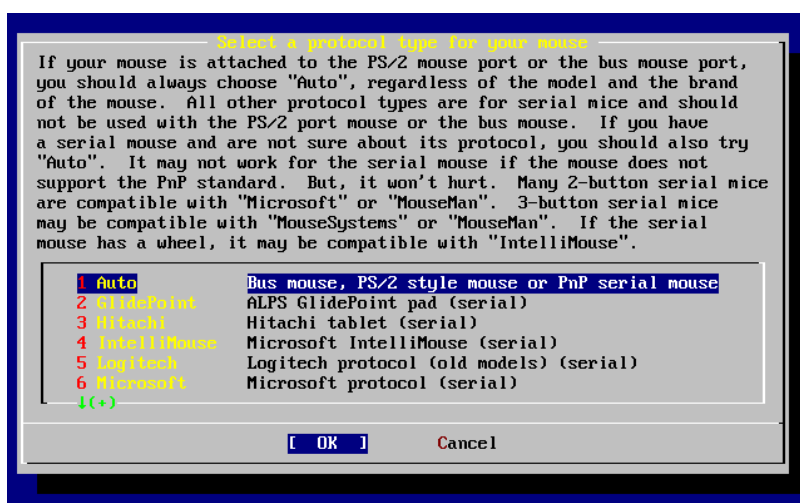 Select a protocol type for your mouse
If your mouse is attached to the PS/2 mouse port or the bus mouse port,
you should always choose "Auto", regardless of the model and the brand
of the mouse.  All other protocol types are for serial mice and should
not be used with the PS/2 port mouse or the bus mouse.  If you have
a serial mouse and are not sure about its protocol, you should also try
"Auto".  It may not work for the serial mouse if the mouse does not
support the PnP standard.  But, it won't hurt.  Many 2-button serial mice
are compatible with "Microsoft" or "MouseMan".  3-button serial mice
may be compatible with "MouseSystems" or "MouseMan".  If the serial
mouse has a wheel, it may be compatible with "IntelliMouse".
1 Auto Bus mouse, PS/2 style mouse or PnP serial mouse
2 GlidePoint ALPS GlidePoint pad (serial)
3 Hitachi Hitachi tablet (serial)
4 IntelliMouse Microsoft IntelliMouse (serial)
5 Logitech Logitech protocol (old models) (serial)
6 Microsoft Microsoft protocol (serial)
↓(+)
[ OK ] Cancel